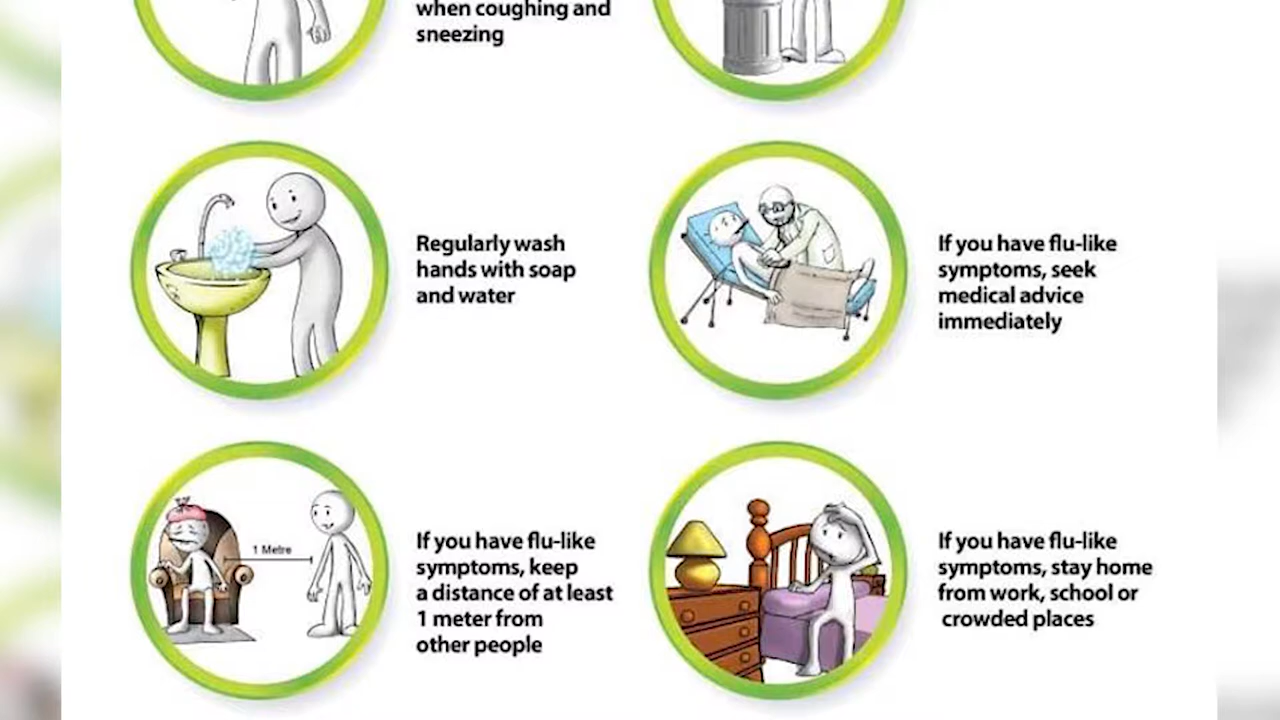 when coughing and
sneezing
Regularly wash
hands with soap
and water
If you have flu-like
symptoms, seek
medical advice
immediately
1 Metre
If you have flu-like
symptoms, keep
a distance of at least
1 meter from
other people
If you have flu-like
symptoms, stay home
from work, school or
crowded places